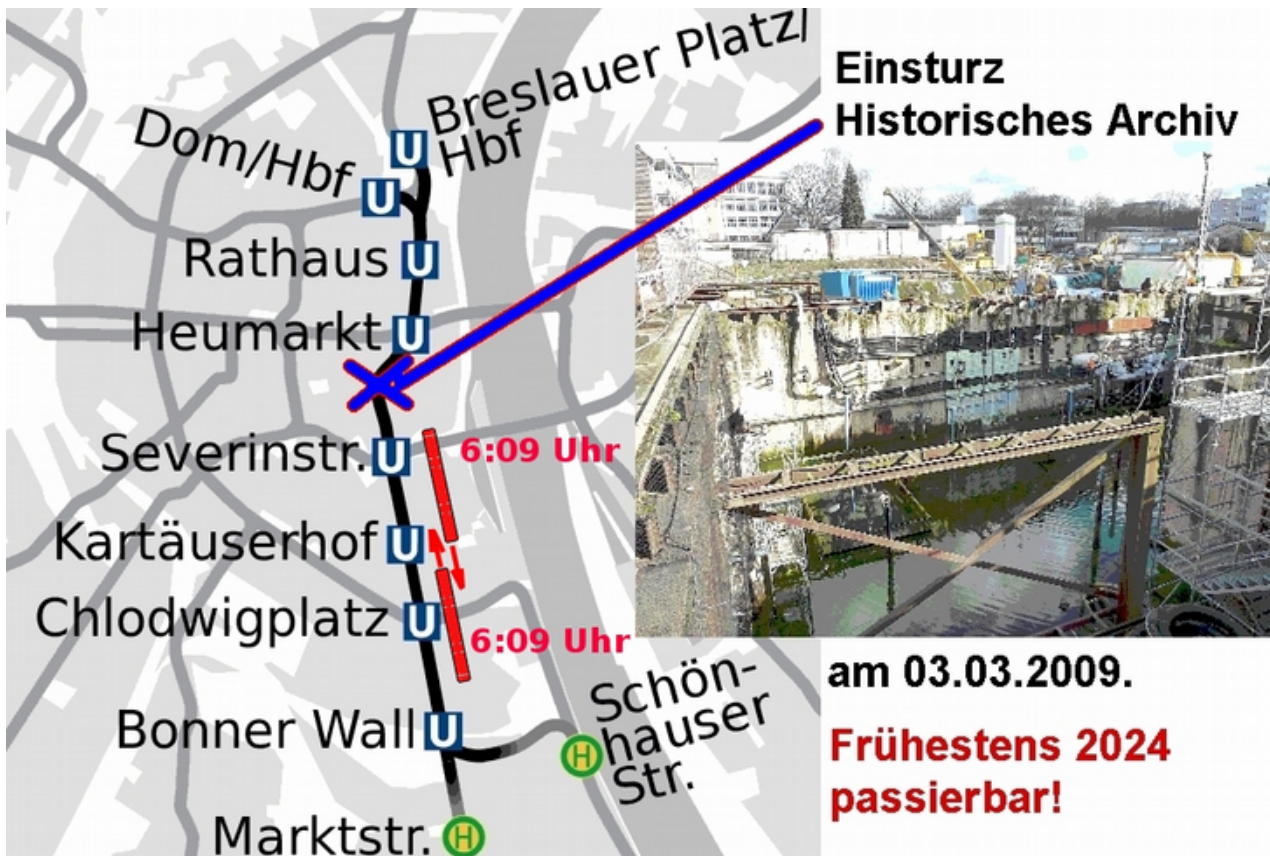 Breslauer Platz/
Hbf
Dom/Hbf
U
U
Rathaus U
Heumarkt U
Severinstr. U
Kartäuserhof U
Chlodwigplatz U
Bonner Wall U
Schön-
hauser
Str.
H
Marktstr. H
6:09 Uhr
6:09 Uhr
Einsturz
Historisches Archiv
am 03.03.2009.
Frühestens 2024
passierbar!